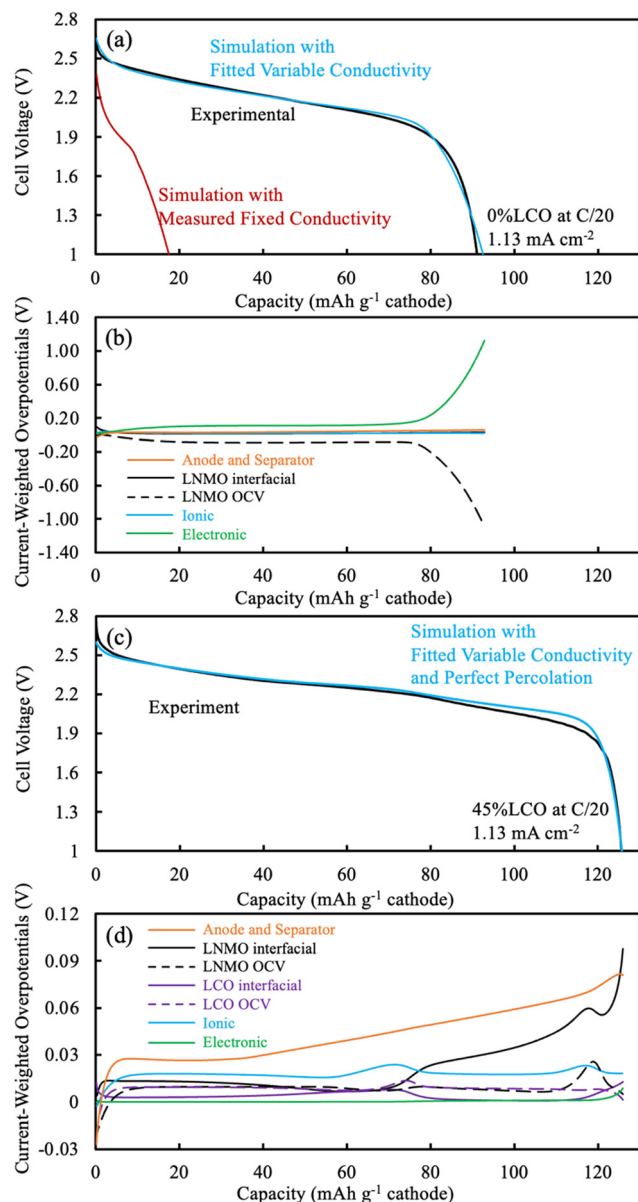 2.8
(a)
Simulation with
Fitted Variable Conductivity
2.5
2.2
Cell Voltage (V)
Experimental
1.9
1.6
Simulation with
Measured Fixed Conductivity
1.3
0%LCO at C/20
1.13 mA cm-2
1
0 20 40 60 80 100 120
Capacity (mAh g-1 cathode)
1.40
(b)
1.00
0.60
Current-Weighted Overpotentials (V)
0.20
-0.20
Anode and Separator
LNMO interfacial
-0.60
LNMO OCV
Ionic
-1.00
Electronic
-1.40
0 20 40 60 80 100 120
Capacity (mAh g-1 cathode)
2.8
(c)
Simulation with
Fitted Variable Conductivity
and Perfect Percolation
2.5
2.2
Cell Voltage (V)
Experiment
1.9
1.6
1.3
45%LCO at C/20
1.13 mA cm-2
1
0 20 40 60 80 100 120
Capacity (mAh g-1 cathode)
0.12
(d)
Anode and Separator
LNMO interfacial
LNMO OCV
0.09
LCO interfacial
LCO OCV
Ionic
0.06
Electronic
Current-Weighted Overpotentials (V)
0.03
0
-0.03
0 20 40 60 80 100 120
Capacity (mAh g-1 cathode)